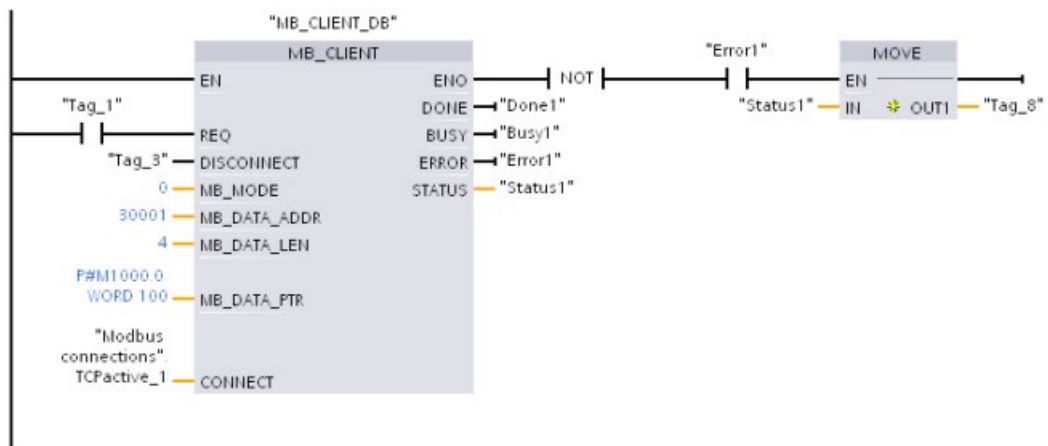 "MB_CLIENT_DB"
MB_CLIENT
"Error1"
MOVE
EN
ENO
NOT
EN
"Tag_1"
DONE
"Done1"
"Status1"
IN
OUT1
"Tag_8"
REQ
BUSY
"Busy1"
"Tag_3"
DISCONNECT
ERROR
"Error1"
0
MB_MODE
STATUS
"Status1"
30001
MB_DATA_ADDR
4
MB_DATA_LEN
P#M1000.0
WORD 100
MB_DATA_PTR
"Modbus
connections".
TCPactive_1
CONNECT